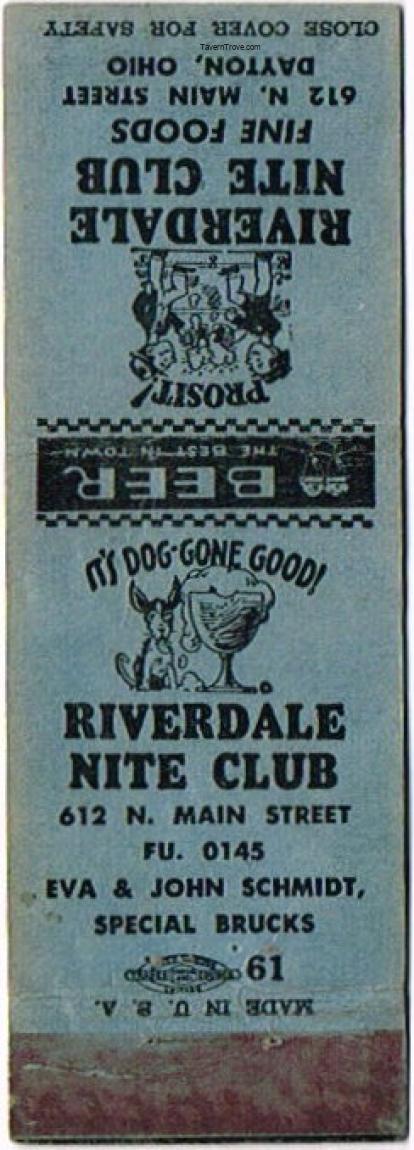 CLOSE COVER FOR SAFETY
TavernTrove.com
612 N. MAIN STREET
DAYTON, OHIO
FINE FOODS
RIVERDALE
NITE CLUB
PROSIT!
BEER
THE BEST IN TOWN
IT'S DOG-GONE GOOD!
RIVERDALE
NITE CLUB
612 N. MAIN STREET
FU. 0145
EVA & JOHN SCHMIDT,
SPECIAL BRUCKS
61
MADE IN U. S. A.